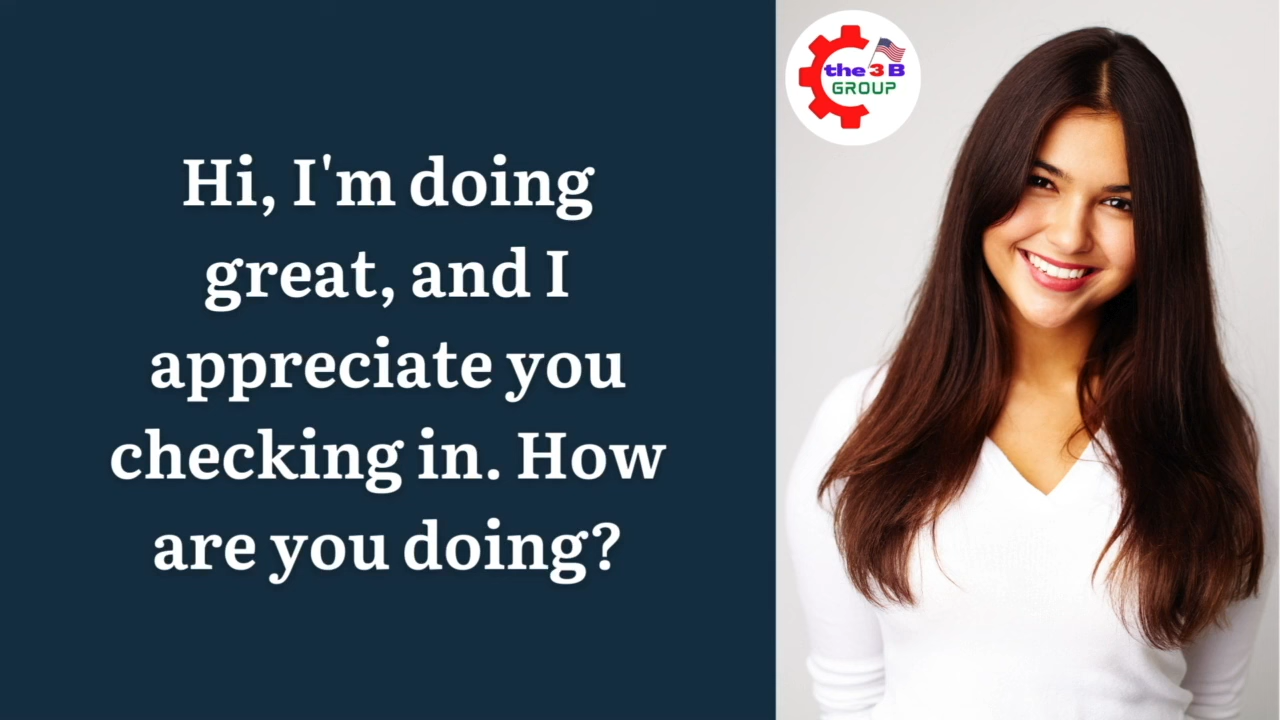 Hi, I'm doing
great, and I
appreciate you
checking in. How
are you doing?
the 3 B
GROUP